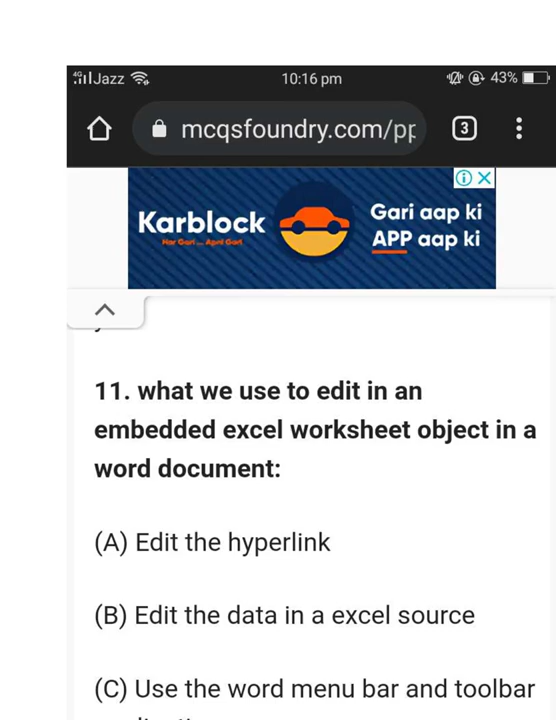 4G Jazz 10:16 pm 43%
mcqsfoundry.com/pp 3
Karblock
Har Gari ... Apni Gari
Gari aap ki
APP aap ki
11. what we use to edit in an
embedded excel worksheet object in a
word document:
(A) Edit the hyperlink
(B) Edit the data in a excel source
(C) Use the word menu bar and toolbar